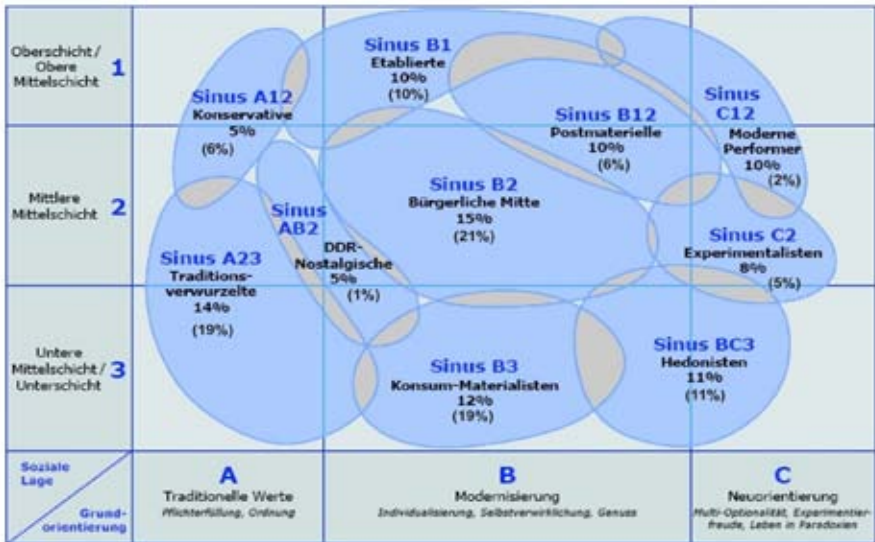 Oberschicht /
Obere
Mittelschicht
1
Mittlere
Mittelschicht
2
Untere
Mittelschicht /
Unterschicht
3
Sinus B1
Etablierte
10%
(10%)
Sinus A12
Konservative
5%
(6%)
Sinus B12
Postmaterielle
10%
(6%)
Sinus
C12
Moderne
Performer
10%
(2%)
Sinus B2
Bürgerliche Mitte
15%
(21%)
Sinus
AB2
DDR-
Nostalgische
5%
(1%)
Sinus A23
Traditions-
verwurzelte
14%
(19%)
Sinus C2
Experimentalisten
8%
(5%)
Sinus B3
Konsum-Materialisten
12%
(19%)
Sinus BC3
Hedonisten
11%
(11%)
Soziale
Lage
Grund-
orientierung
A
Traditionelle Werte
Pflichterfüllung, Ordnung
B
Modernisierung
Individualisierung, Selbstverwirklichung, Genuss
C
Neuorientierung
Multi-Optionalität, Experimentier-
freude, Leben in Paradoxien